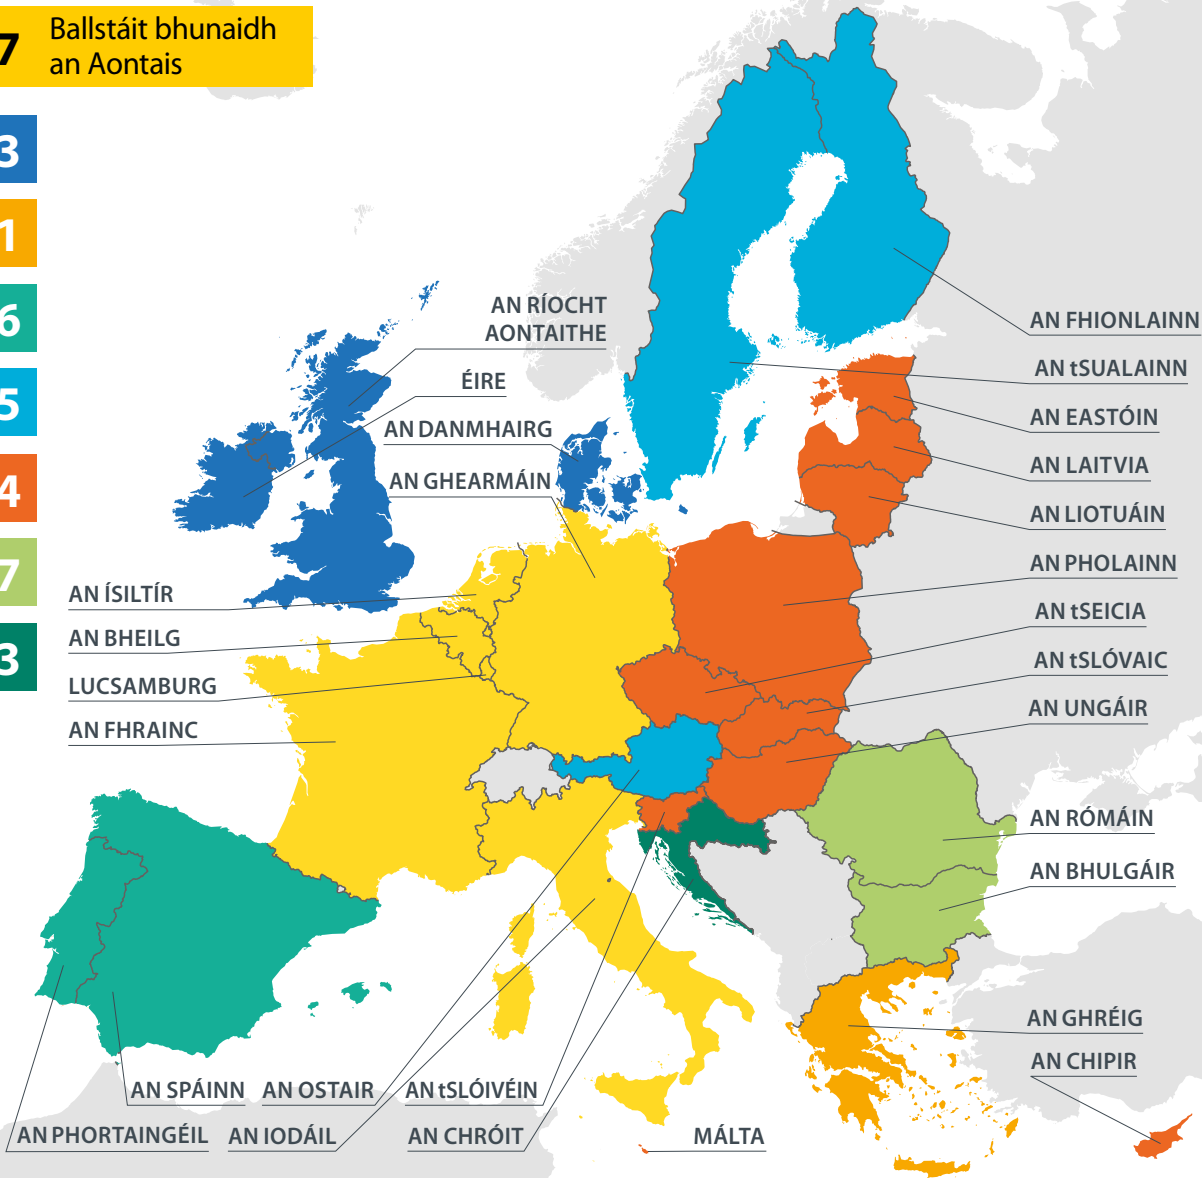 7
Ballstáit bhunaidh
an Aontais
3
1
6
5
4
7
3
AN RÍOCHT
AONTAITHE
ÉIRE
AN DANMHAIRG
AN GHEARMÁIN
AN ÍSILTÍR
AN BHEILG
LUCSAMBURG
AN FHRAINC
AN FHIONLAINN
AN tSUALAINN
AN EASTÓIN
AN LAITVIA
AN LIOTUÁIN
AN PHOLAINN
AN tSEICIA
AN tSLÓVAIC
AN UNGÁIR
AN RÓMÁIN
AN BHULGÁIR
AN GHRÉIG
AN CHIPIR
AN SPÁINN
AN OSTAIR
AN tSLÓIVÉIN
AN PHORTAINGÉIL
AN IODÁIL
AN CHRÓIT
MÁLTA